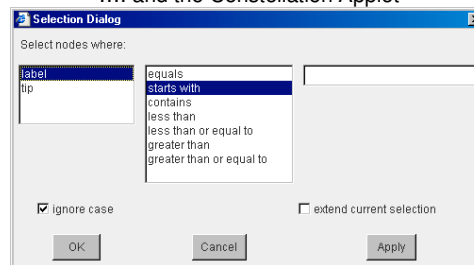 .... and the Constellation Applet
Selection Dialog
Select nodes where:
label
tip
equals
starts with
contains
less than
less than or equal to
greater than
greater than or equal to
ignore case
extend current selection
OK
Cancel
Apply